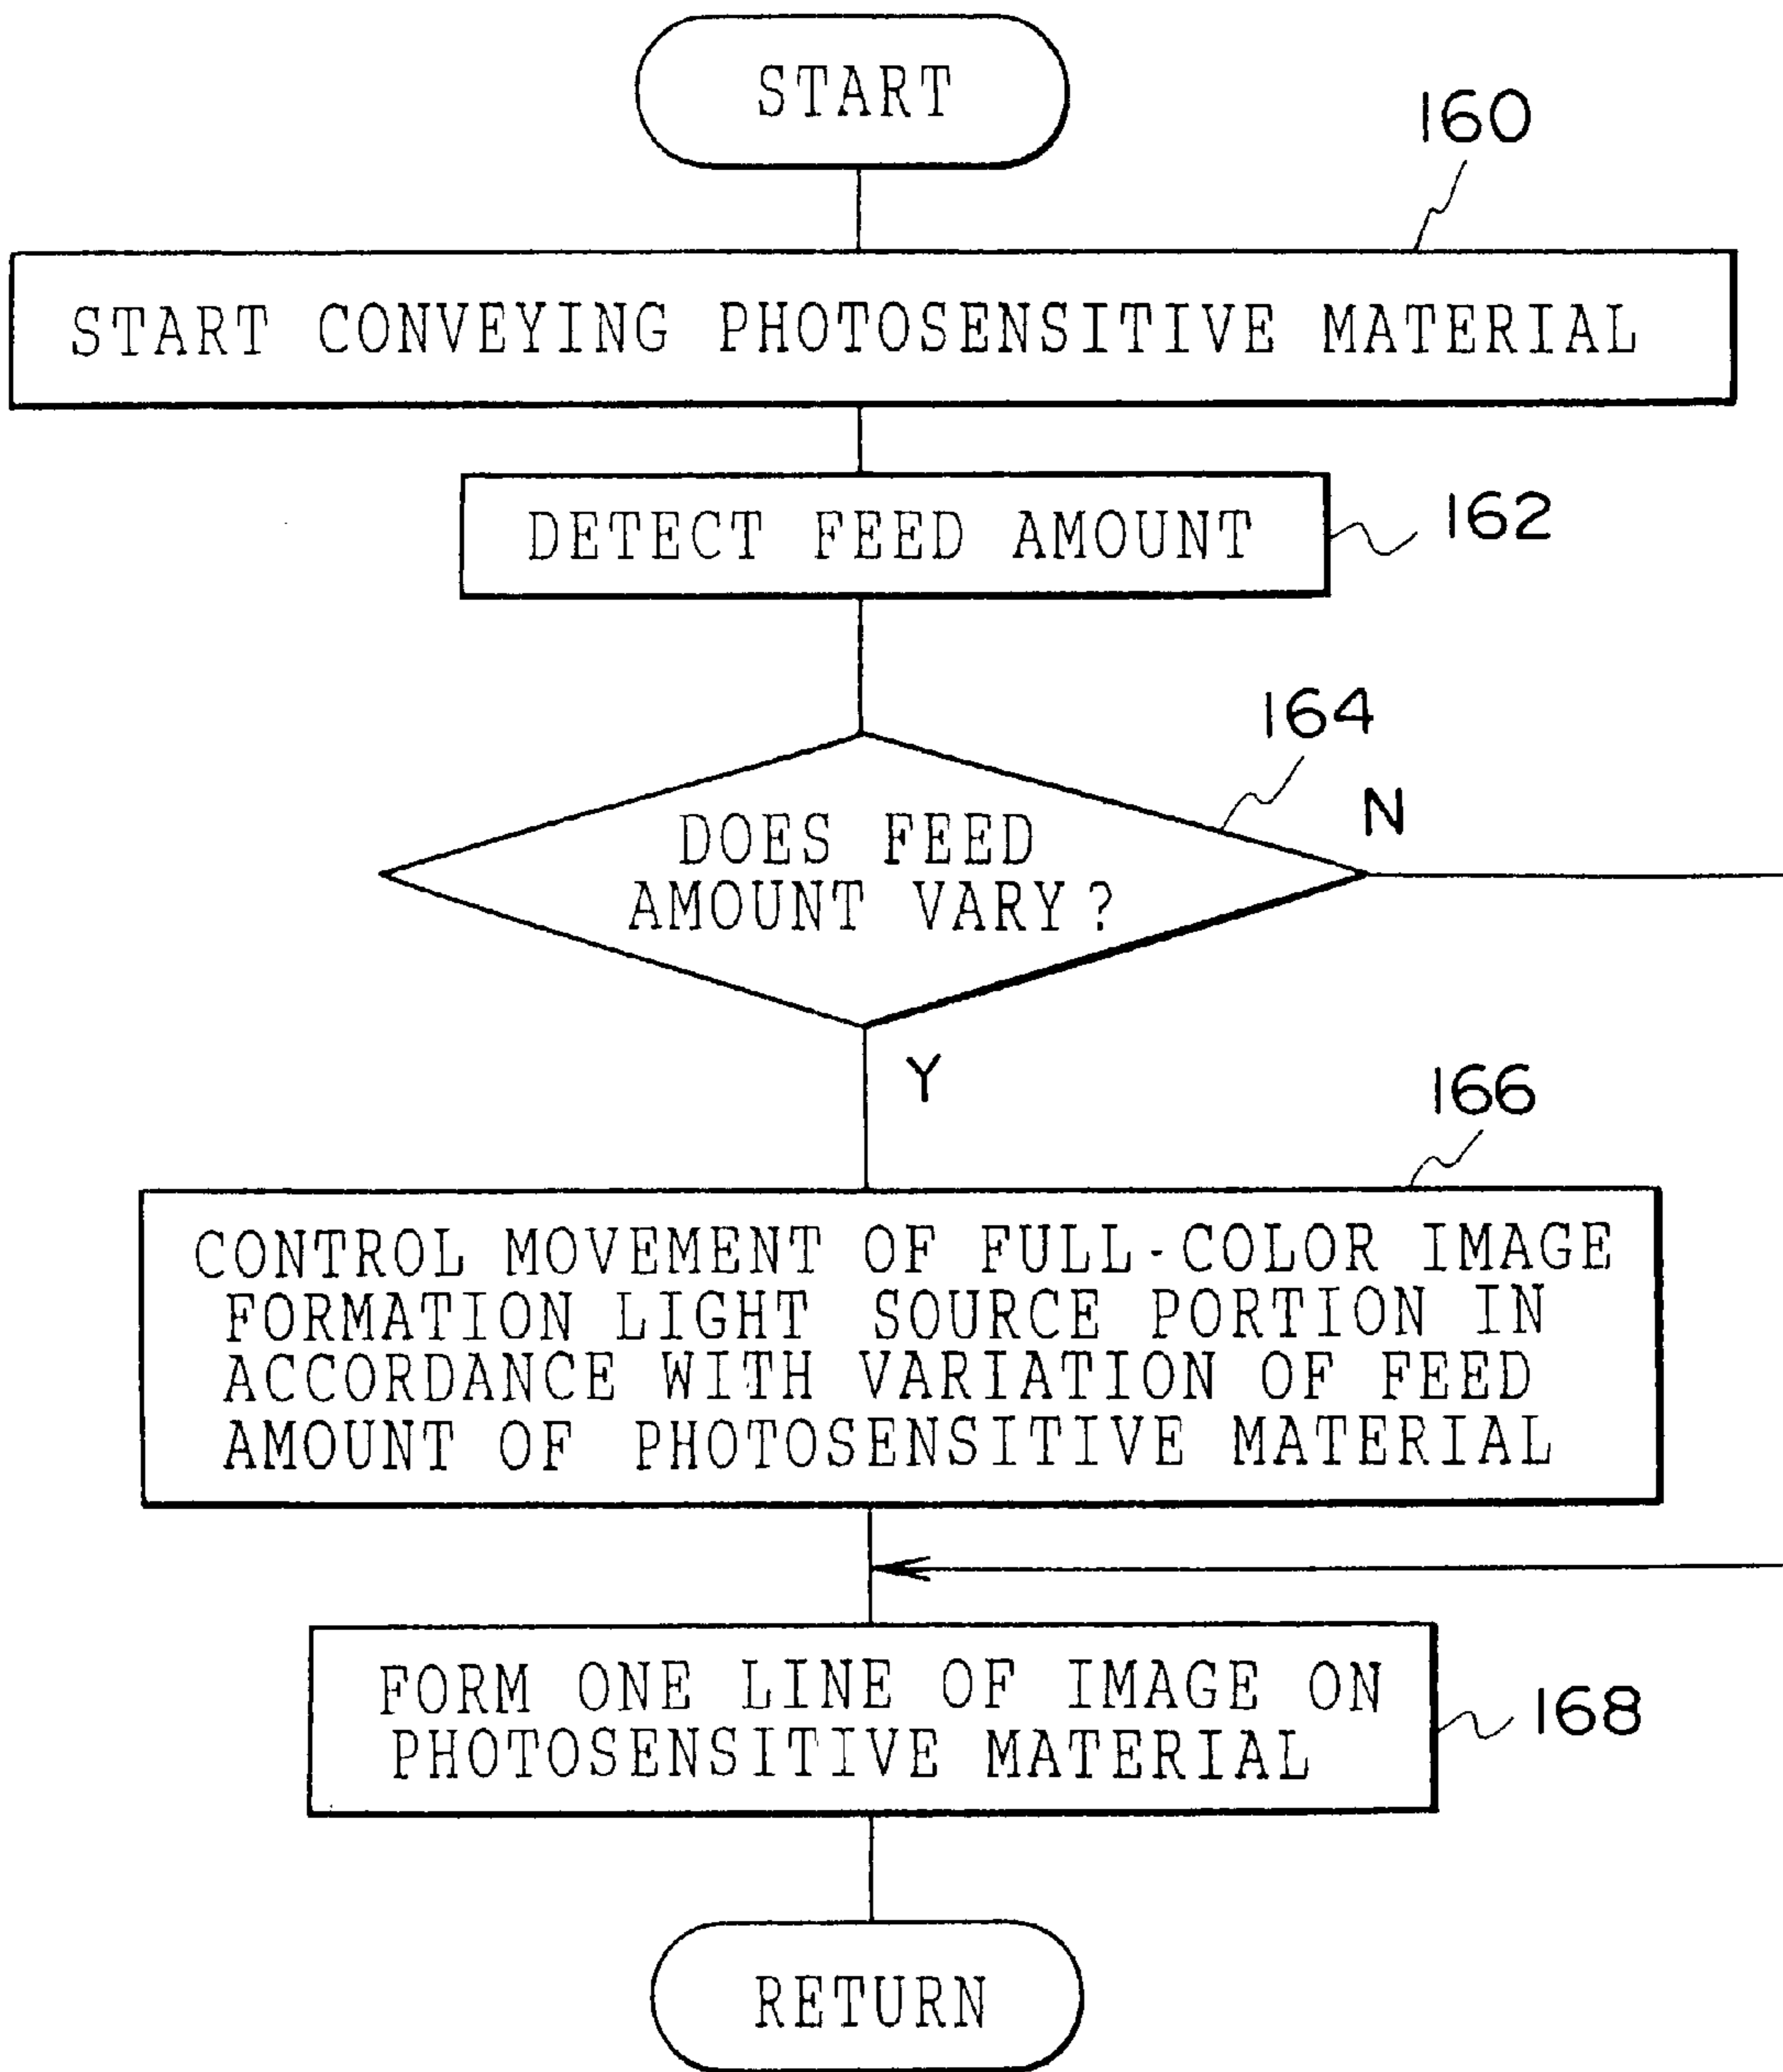 START
160
START CONVEYING PHOTOSENSITIVE MATERIAL
DETECT FEED AMOUNT
162
164
N
DOES FEED
AMOUNT VARY?
Y
166
CONTROL MOVEMENT OF FULL-COLOR IMAGE
FORMATION LIGHT SOURCE PORTION IN
ACCORDANCE WITH VARIATION OF FEED
AMOUNT OF PHOTOSENSITIVE MATERIAL
FORM ONE LINE OF IMAGE ON
PHOTOSENSITIVE MATERIAL
168
RETURN